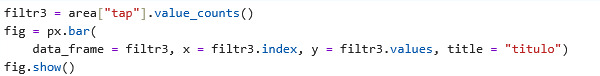 filtr3 = area["tap"].value_counts()
fig = px.bar(
    data_frame = filtr3, x = filtr3.index, y = filtr3.values, title = "titulo")
fig.show()